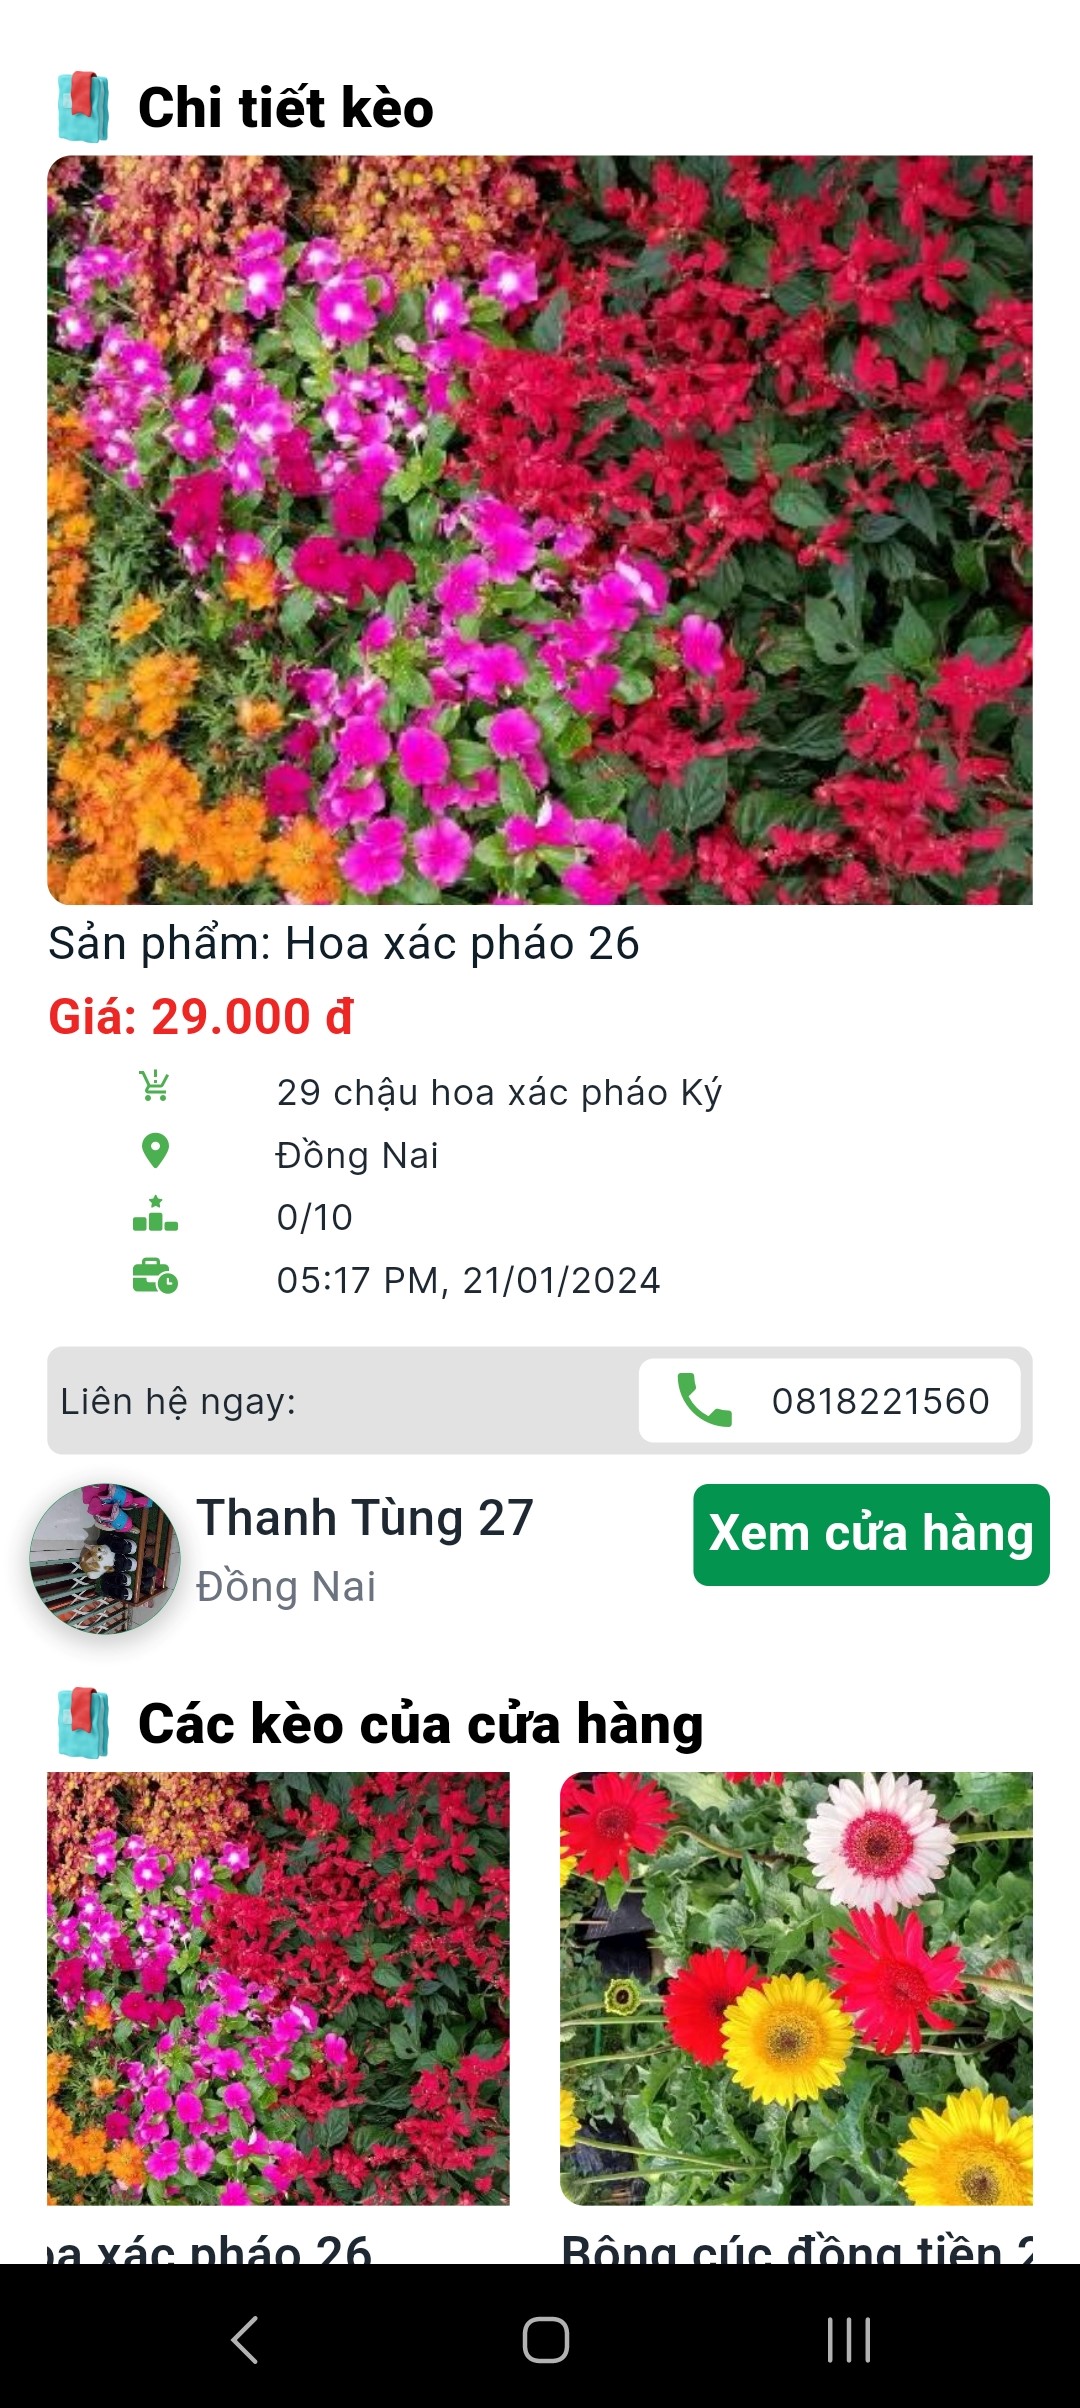 Chi tiết kèo
Sản phẩm: Hoa xác pháo 26
Giá: 29.000 đ
29 chậu hoa xác pháo Ký
Đồng Nai
0/10
05:17 PM, 21/01/2024
Liên hệ ngay:
0818221560
Thanh Tùng 27
Xem cửa hàng
Đồng Nai
Các kèo của cửa hàng
xác pháo 26
Bông cúc đồng tiền